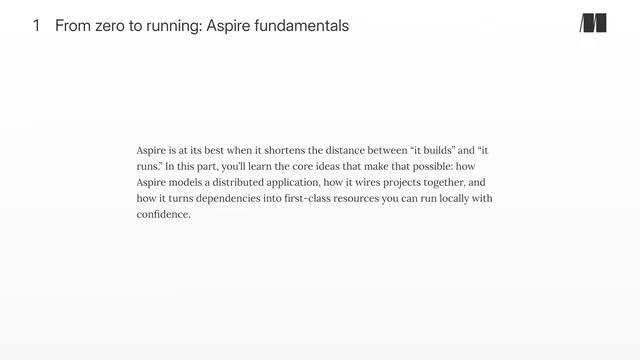 1 From zero to running: Aspire fundamentals
Aspire is at its best when it shortens the distance between “it builds” and “it
runs.” In this part, you’ll learn the core ideas that make that possible: how
Aspire models a distributed application, how it wires projects together, and
how it turns dependencies into first-class resources you can run locally with
confidence.